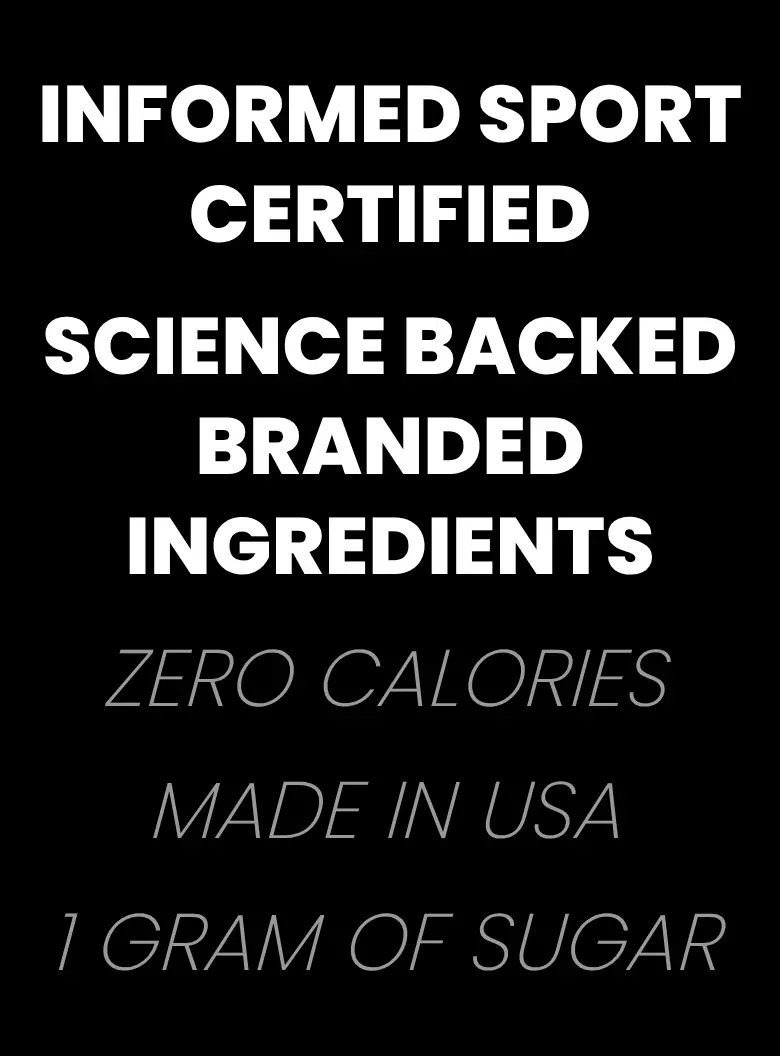 INFORMED SPORT
CERTIFIED
SCIENCE BACKED
BRANDED
INGREDIENTS
ZERO CALORIES
MADE IN USA
1 GRAM OF SUGAR